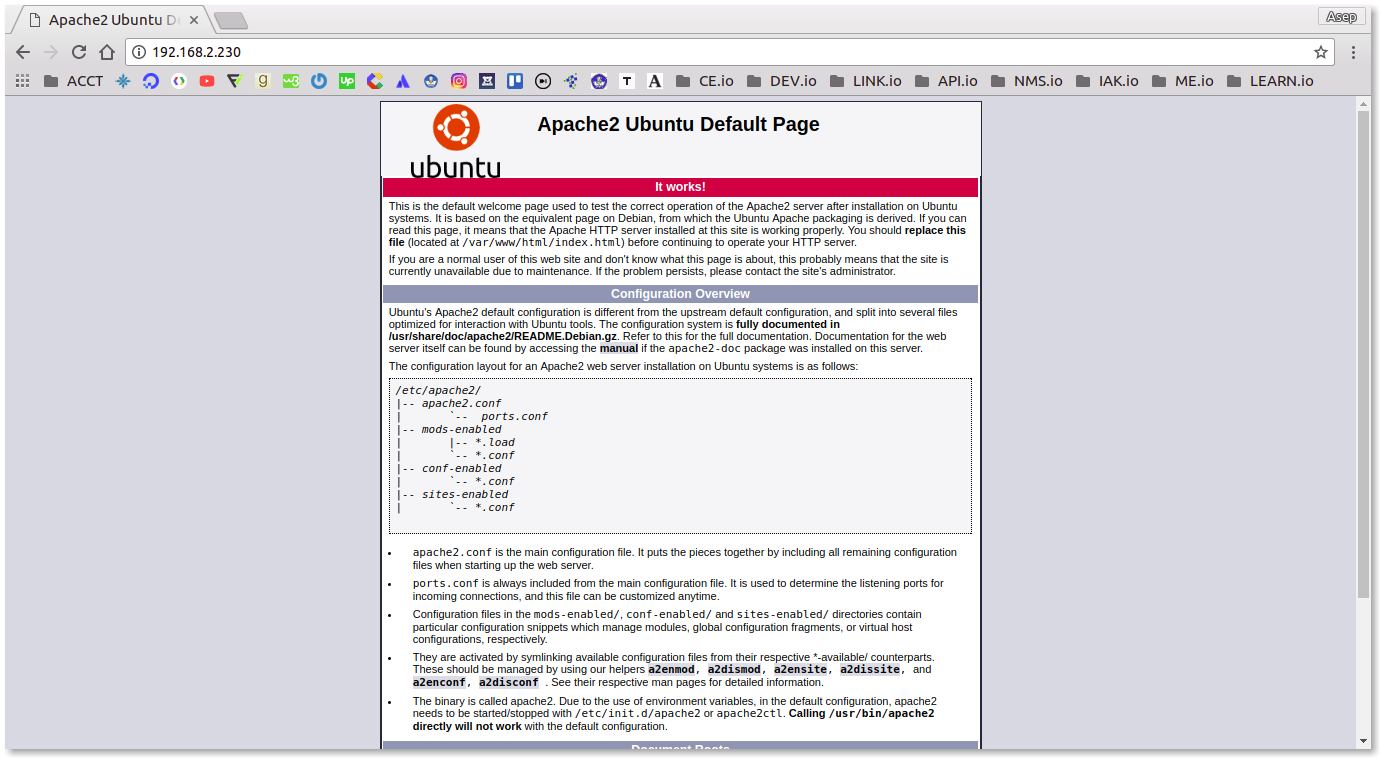 Apache2 Ubuntu D
Asep
192.168.2.230
ACCT
CE.io
DEV.io
LINK.io
API.io
NMS.io
IAK.io
ME.io
LEARN.io
ubuntu
Apache2 Ubuntu Default Page
It works!
This is the default welcome page used to test the correct operation of the Apache2 server after installation on Ubuntu
systems. It is based on the equivalent page on Debian, from which the Ubuntu Apache packaging is derived. If you can
read this page, it means that the Apache HTTP server installed at this site is working properly. You should replace this
file (located at /var/www/html/index.html) before continuing to operate your HTTP server.
If you are a normal user of this web site and don't know what this page is about, this probably means that the site is
currently unavailable due to maintenance. If the problem persists, please contact the site's administrator.
Configuration Overview
Ubuntu's Apache2 default configuration is different from the upstream default configuration, and split into several files
optimized for interaction with Ubuntu tools. The configuration system is fully documented in
/usr/share/doc/apache2/README.Debian.gz. Refer to this for the full documentation. Documentation for the web
server itself can be found by accessing the manual if the apache2-doc package was installed on this server.
The configuration layout for an Apache2 web server installation on Ubuntu systems is as follows:
/etc/apache2/
|-- apache2.conf
|       `--  ports.conf
|-- mods-enabled
|       |-- *.load
|       `-- *.conf
|-- conf-enabled
|       `-- *.conf
|-- sites-enabled
|       `-- *.conf
• apache2.conf is the main configuration file. It puts the pieces together by including all remaining configuration
files when starting up the web server.
• ports.conf is always included from the main configuration file. It is used to determine the listening ports for
incoming connections, and this file can be customized anytime.
• Configuration files in the mods-enabled/, conf-enabled/ and sites-enabled/ directories contain
particular configuration snippets which manage modules, global configuration fragments, or virtual host
configurations, respectively.
• They are activated by symlinking available configuration files from their respective *-available/ counterparts.
These should be managed by using our helpers a2enmod, a2dismod, a2ensite, a2dissite, and
a2enconf, a2disconf . See their respective man pages for detailed information.
• The binary is called apache2. Due to the use of environment variables, in the default configuration, apache2
needs to be started/stopped with /etc/init.d/apache2 or apache2ctl. Calling /usr/bin/apache2
directly will not work with the default configuration.
Document Roots